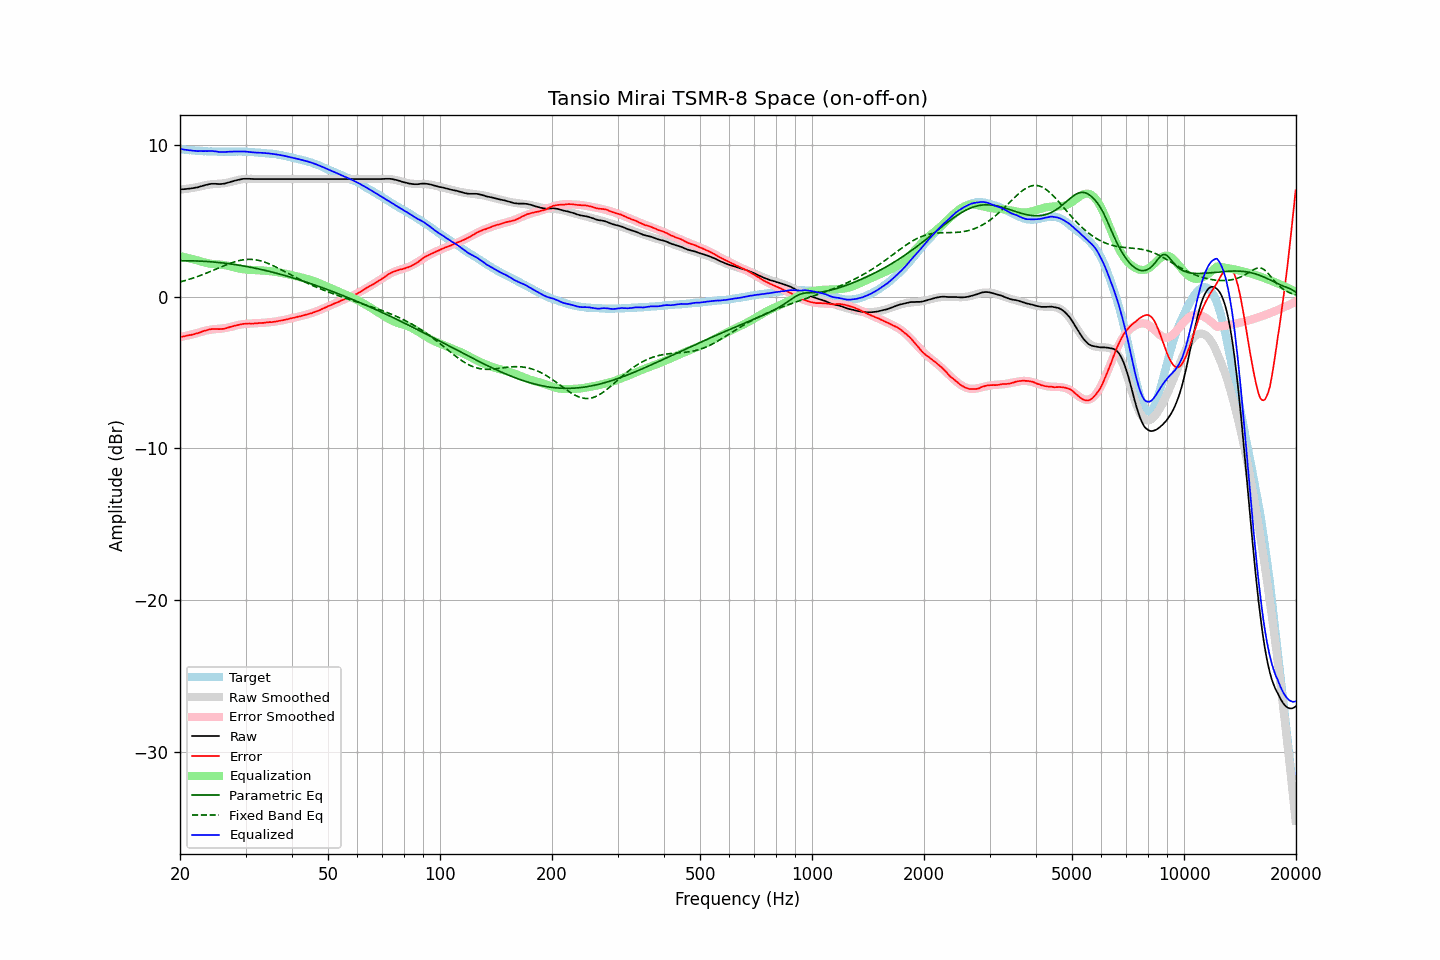 Tansio Mirai TSMR-8 Space (on-off-on)
10
0
−10
−20
−30
Amplitude (dBr)
Target
Raw Smoothed
Error Smoothed
Raw
Error
Equalization
Parametric Eq
Fixed Band Eq
Equalized
20 50 100 200 500 1000 2000 5000 10000 20000
Frequency (Hz)